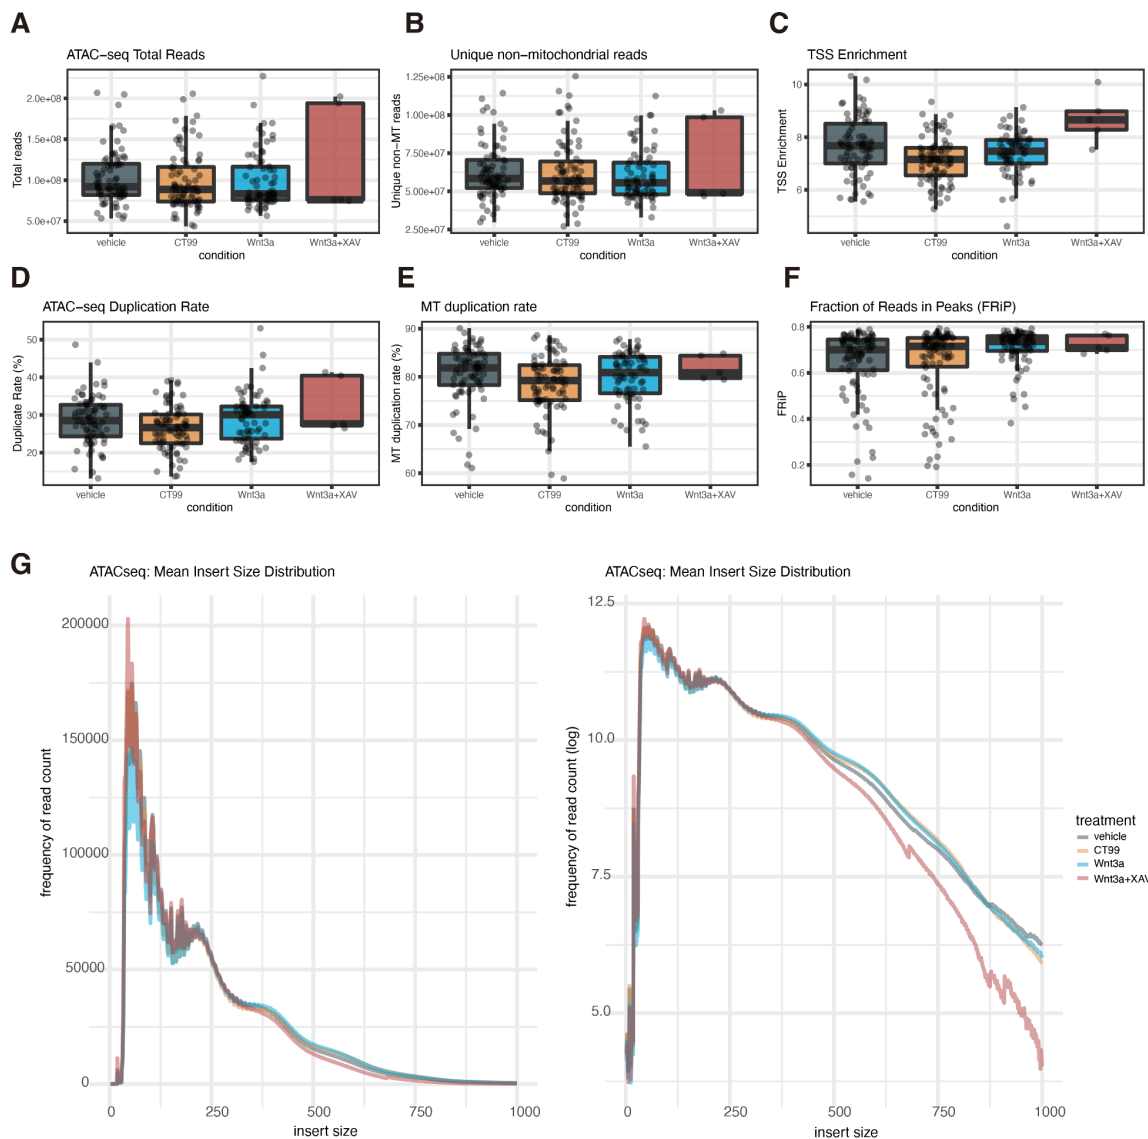 A
ATAC−seq Total Reads
Total reads
2.0e+08
1.5e+08
1.0e+08
5.0e+07
vehicle CT99 Wnt3a Wnt3a+XAV
condition
B
Unique non−mitochondrial reads
Unique non−MT reads
1.25e+08
1.00e+08
7.50e+07
5.00e+07
2.50e+07
vehicle CT99 Wnt3a Wnt3a+XAV
condition
C
TSS Enrichment
TSS Enrichment
10
8
6
vehicle CT99 Wnt3a Wnt3a+XAV
condition
D
ATAC−seq Duplication Rate
Duplicate Rate (%)
50
40
30
20
vehicle CT99 Wnt3a Wnt3a+XAV
condition
E
MT duplication rate
MT duplication rate (%)
90
80
70
60
vehicle CT99 Wnt3a Wnt3a+XAV
condition
F
Fraction of Reads in Peaks (FRiP)
FRiP
0.8
0.6
0.4
0.2
vehicle CT99 Wnt3a Wnt3a+XAV
condition
G
ATACseq: Mean Insert Size Distribution
frequency of read count
200000
150000
100000
50000
0
0 250 500 750 1000
insert size
ATACseq: Mean Insert Size Distribution
frequency of read count (log)
12.5
10.0
7.5
5.0
0 250 500 750 1000
insert size
treatment
vehicle
CT99
Wnt3a
Wnt3a+XAV